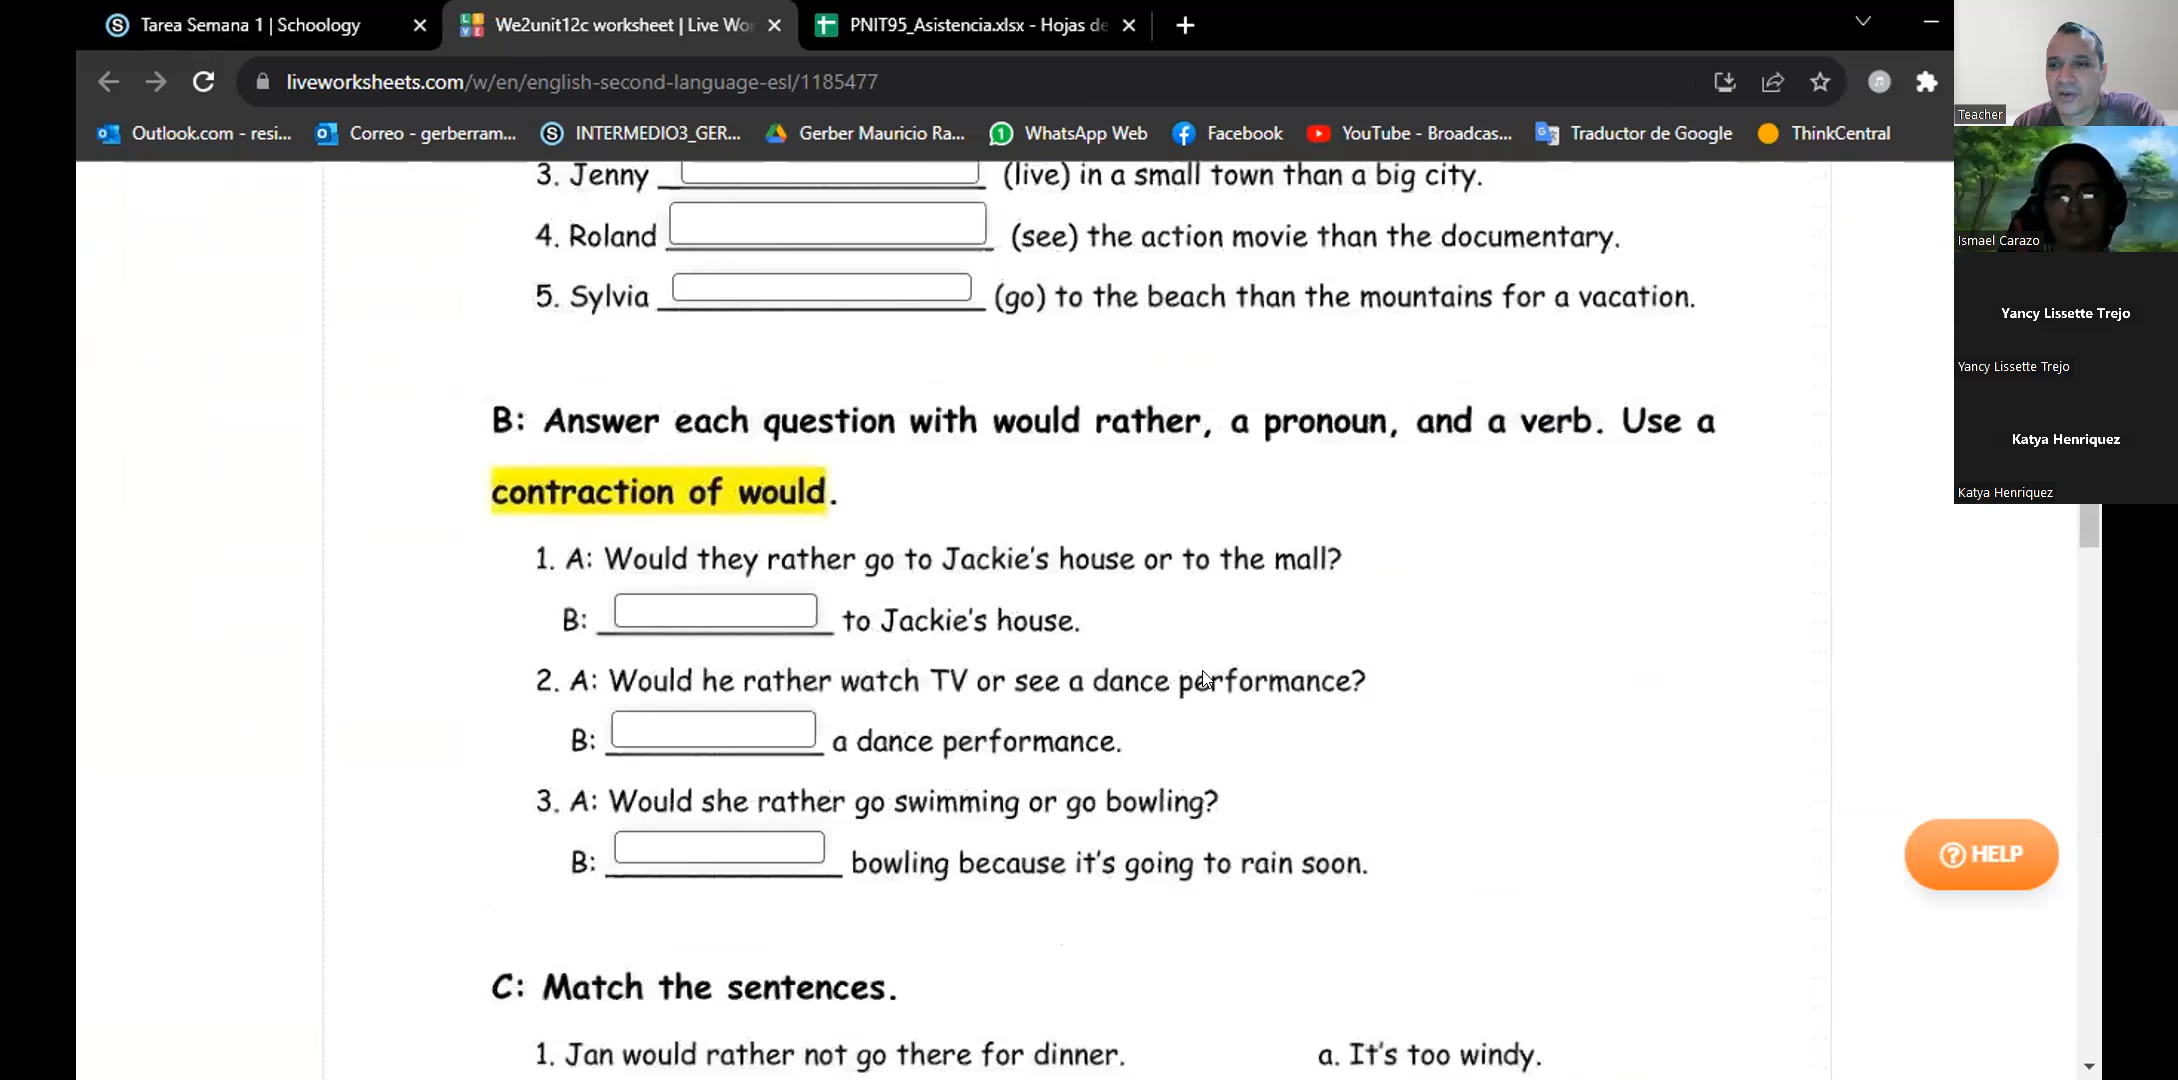 Tarea Semana 1 | Schoology
We2unit12c worksheet | Live Wo
PNIT95_Asistencia.xlsx - Hojas de
liveworksheets.com/w/en/english-second-language-esl/1185477
Outlook.com - resi... Correo - gerberram... INTERMEDIO3_GER... Gerber Mauricio Ra... WhatsApp Web Facebook YouTube - Broadcas... Traductor de Google ThinkCentral
Teacher
Ismael Carazo
Yancy Lissette Trejo
Yancy Lissette Trejo
Katya Henriquez
Katya Henriquez
3. Jenny (live) in a small town than a big city.
4. Roland (see) the action movie than the documentary.
5. Sylvia (go) to the beach than the mountains for a vacation.
B: Answer each question with would rather, a pronoun, and a verb. Use a
contraction of would.
1. A: Would they rather go to Jackie's house or to the mall?
B: to Jackie's house.
2. A: Would he rather watch TV or see a dance performance?
B: a dance performance.
3. A: Would she rather go swimming or go bowling?
B: bowling because it's going to rain soon.
HELP
C: Match the sentences.
1. Jan would rather not go there for dinner. a. It's too windy.